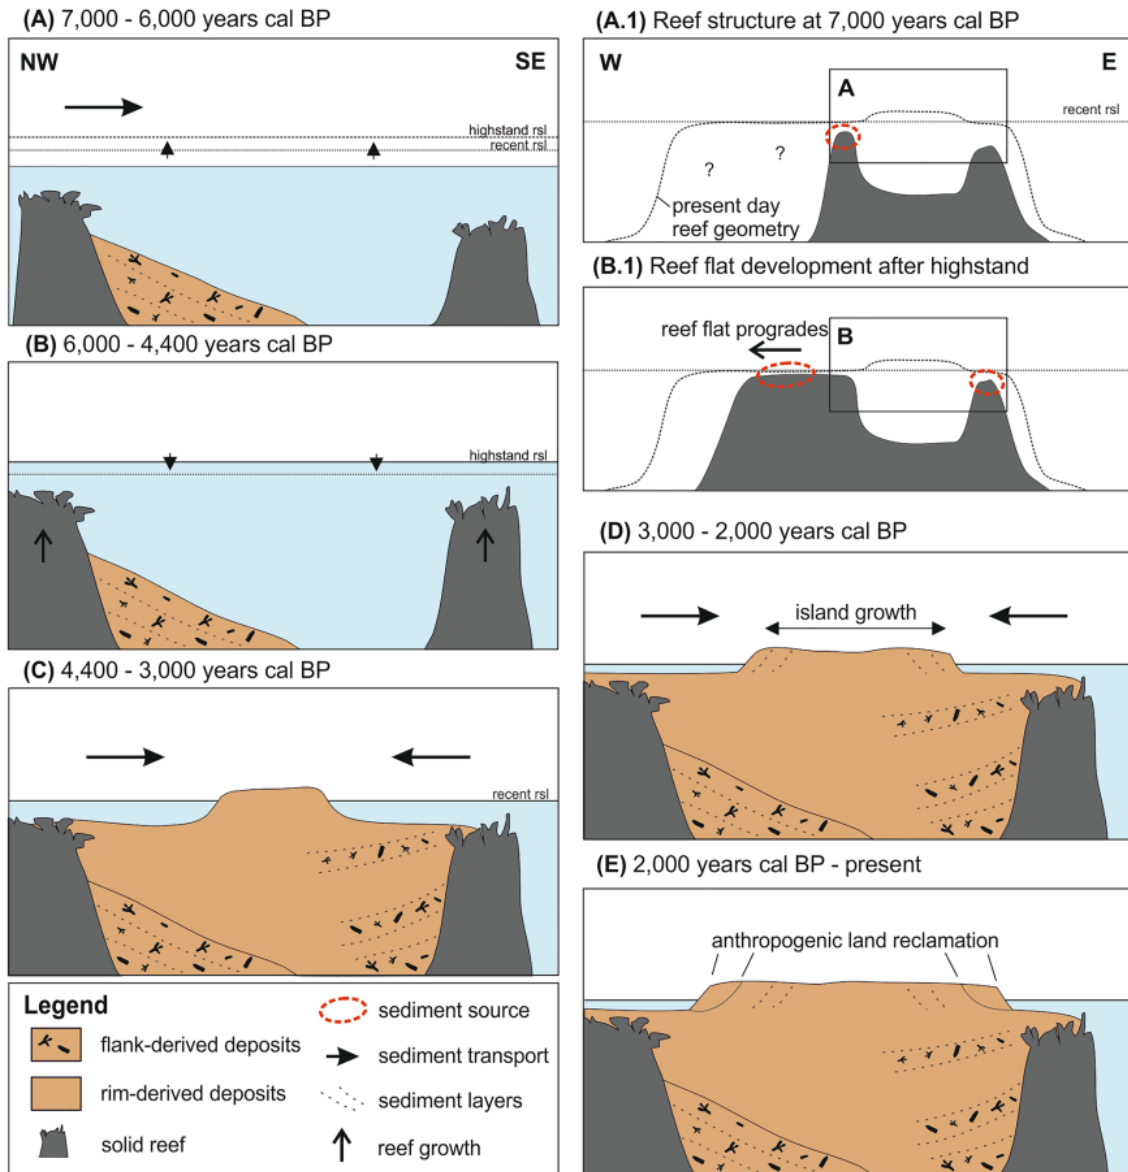 (A) 7,000 - 6,000 years cal BP
NW
SE
highstand rsl
recent rsl
(B) 6,000 - 4,400 years cal BP
highstand rsl
(C) 4,400 - 3,000 years cal BP
recent rsl
Legend
flank-derived deposits
rim-derived deposits
solid reef
sediment source
sediment transport
sediment layers
reef growth
(A.1) Reef structure at 7,000 years cal BP
W
E
A
recent rsl
?
?
present day
reef geometry
(B.1) Reef flat development after highstand
reef flat progrades
B
(D) 3,000 - 2,000 years cal BP
island growth
(E) 2,000 years cal BP - present
anthropogenic land reclamation